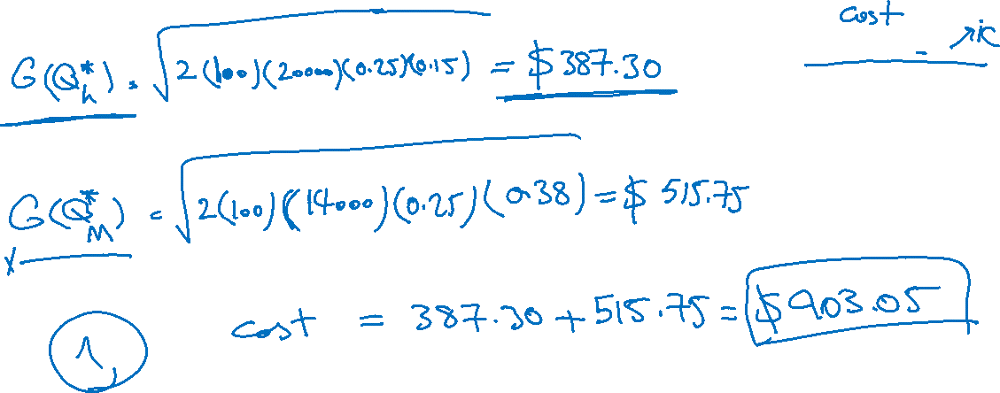 cost
ic
G(Q*h) = √2(100)(20000)(0.25)(0.15) = $387.30
G(Q*M) = √2(100)(14000)(0.25)(0.38) = $515.75
cost = 387.30 + 515.75 = $903.05